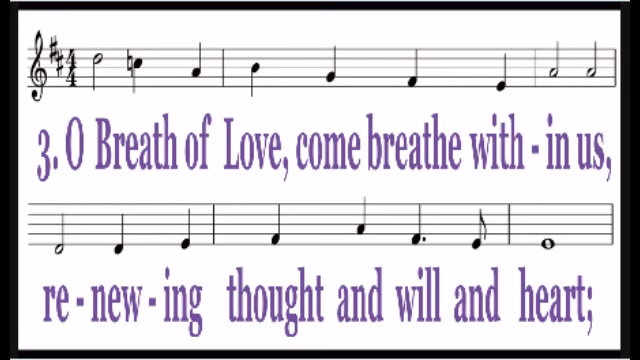 3. O Breath of Love, come breathe with - in us,
re - new - ing thought and will and heart;